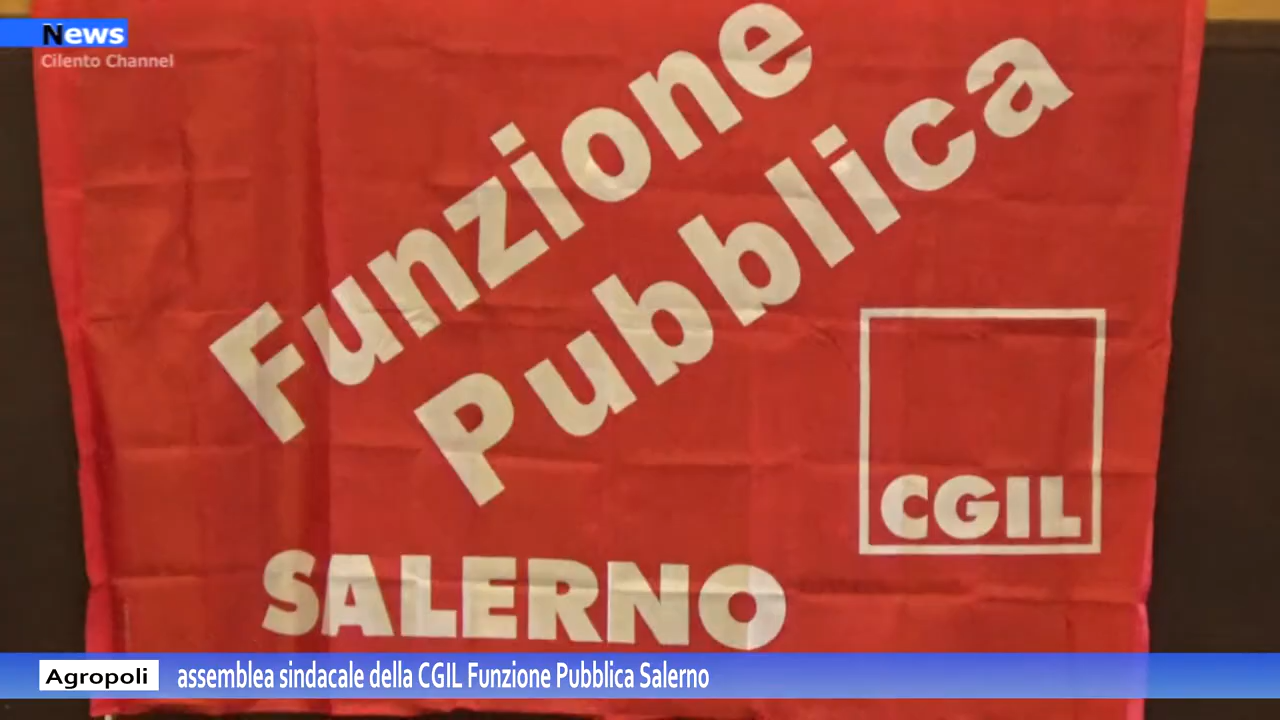 News
Cilento Channel
Funzione
Pubblica
CGIL
SALERNO
Agropoli assemblea sindacale della CGIL Funzione Pubblica Salerno